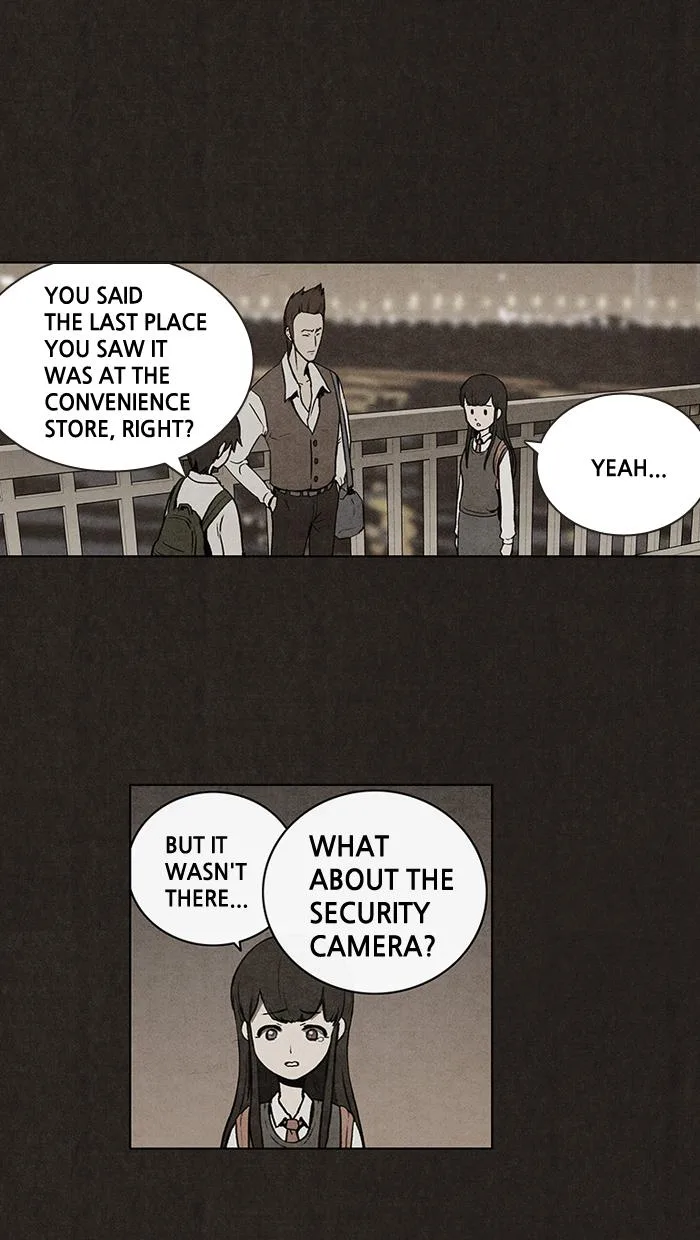 YOU SAID
THE LAST PLACE
YOU SAW IT
WAS AT THE
CONVENIENCE
STORE, RIGHT?
YEAH...
BUT IT
WASN'T
THERE...
WHAT
ABOUT THE
SECURITY
CAMERA?